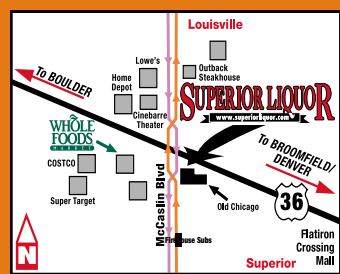 Louisville
Lowe's
To BOULDER
Outback
Steakhouse
Home
Depot
Cinebarre
Theater
SUPERIOR LIQUOR
www.superiorliquor.com
WHOLE
FOODS
MARKET
COSTCO
To BROOMFIELD/
DENVER
Super Target
McCaslin Blvd
Old Chicago
36
Firehouse Subs
Flatiron
Crossing
Mall
N
Superior